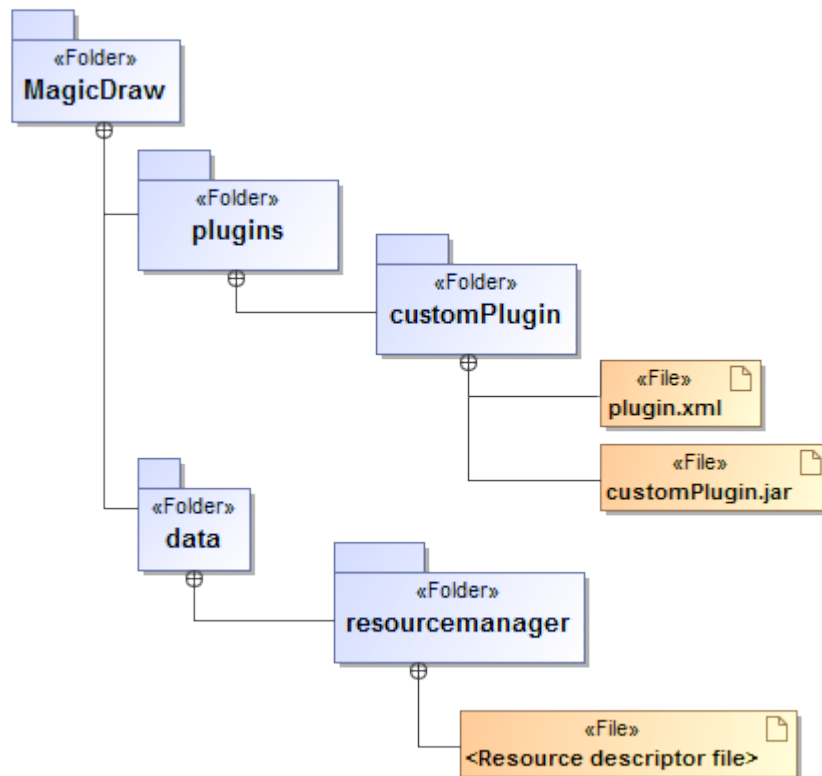 «Folder»
MagicDraw
«Folder»
plugins
«Folder»
customPlugin
«File»
plugin.xml
«File»
customPlugin.jar
«Folder»
data
«Folder»
resourcemanager
«File»
<Resource descriptor file>